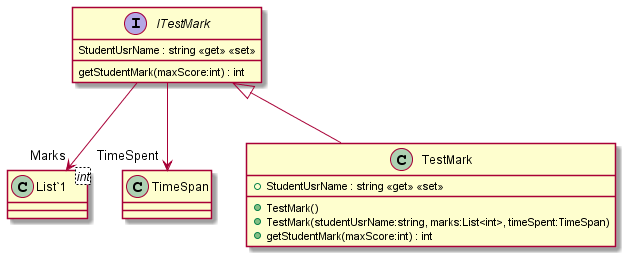 I ITestMark
StudentUsrName : string «get» «set»
getStudentMark(maxScore:int) : int
Marks
TimeSpent
C List`1
int
C TimeSpan
C TestMark
StudentUsrName : string «get» «set»
TestMark()
TestMark(studentUsrName:string, marks:List<int>, timeSpent:TimeSpan)
getStudentMark(maxScore:int) : int